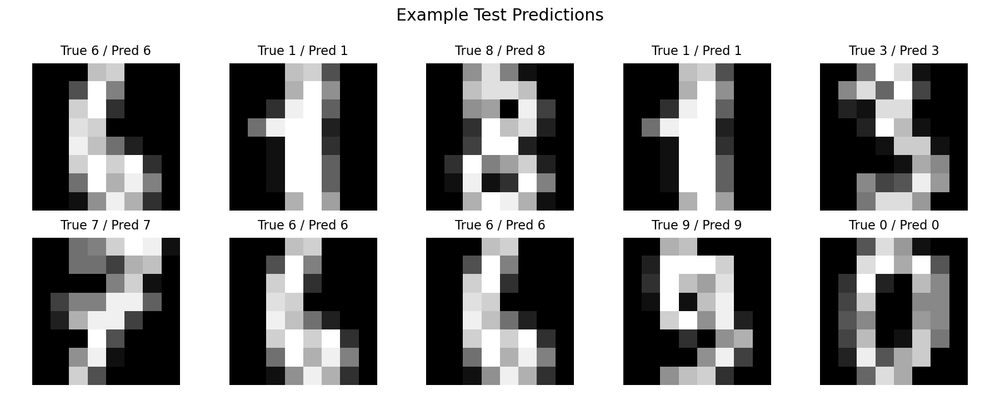 Example Test Predictions
True 6 / Pred 6
True 1 / Pred 1
True 8 / Pred 8
True 1 / Pred 1
True 3 / Pred 3
True 7 / Pred 7
True 6 / Pred 6
True 6 / Pred 6
True 9 / Pred 9
True 0 / Pred 0